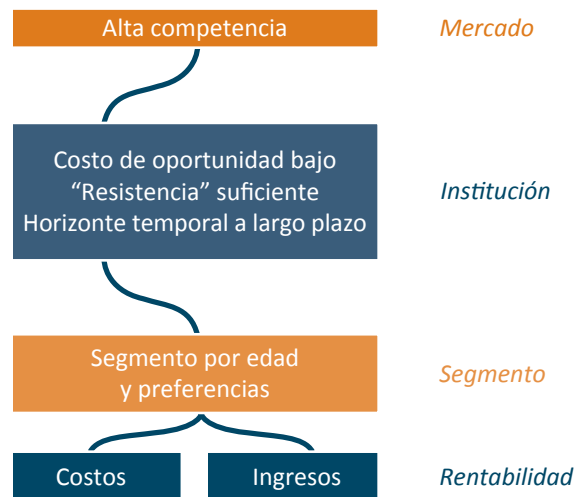 Alta competencia
Mercado
Costo de oportunidad bajo
“Resistencia” suficiente
Horizonte temporal a largo plazo
Institución
Segmento por edad
y preferencias
Segmento
Costos
Ingresos
Rentabilidad